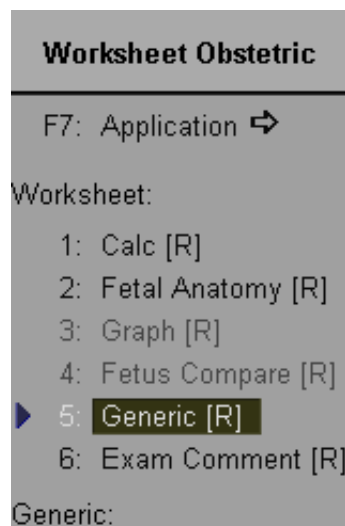 Worksheet Obstetric
F7: Application ➩
Worksheet:
1: Calc [R]
2: Fetal Anatomy [R]
3: Graph [R]
4: Fetus Compare [R]
5: Generic [R]
6: Exam Comment [R]
Generic: